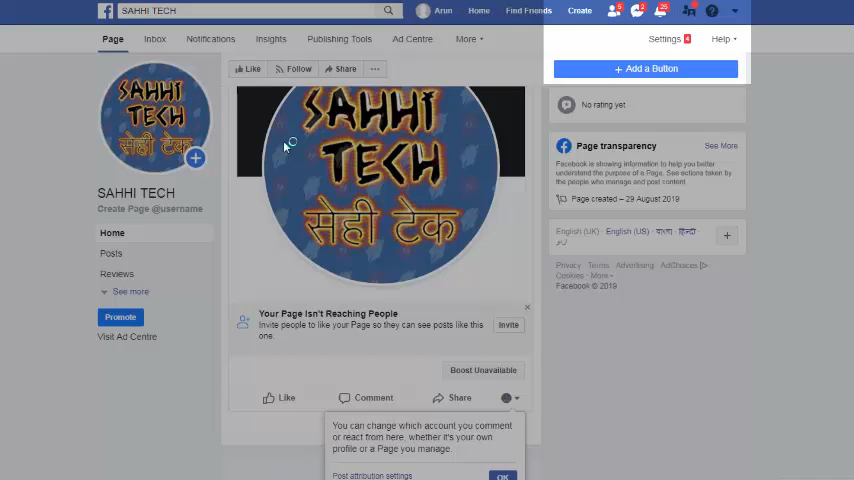 SAHHI TECH
Arun
Home
Find Friends
Create
5
2
25
Page
Inbox
Notifications
Insights
Publishing Tools
Ad Centre
More
Settings 4
Help
SAHHI
TECH
सेही टेक
SAHHI TECH
Create Page @username
Home
Posts
Reviews
See more
Promote
Visit Ad Centre
Like
Follow
Share
SAHHI
TECH
सेही टेक
Your Page Isn't Reaching People
Invite people to like your Page so they can see posts like this
one.
Invite
Boost Unavailable
Like
Comment
Share
You can change which account you comment
or react from here, whether it's your own
profile or a Page you manage.
Post attribution settings
OK
+ Add a Button
No rating yet
Page transparency
See More
Facebook is showing information to help you better
understand the purpose of a Page. See actions taken
by the people who manage and post content.
Page created – 29 August 2019
English (UK) · English (US) · বাংলা · हिन्दी ·
اردو
Privacy · Terms · Advertising · AdChoices ·
Cookies · More
Facebook © 2019